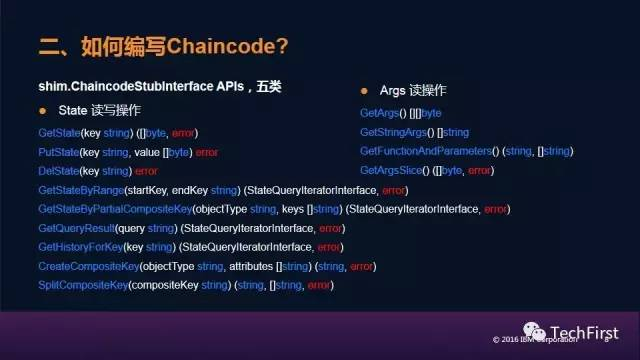 二、如何编写Chaincode?
shim.ChaincodeStubInterface APIs，五类
State 读写操作
GetState(key string) ([]byte, error)
PutState(key string, value []byte) error
DelState(key string) error
GetStateByRange(startKey, endKey string) (StateQueryIteratorInterface, error)
GetStateByPartialCompositeKey(objectType string, keys []string) (StateQueryIteratorInterface, error)
GetQueryResult(query string) (StateQueryIteratorInterface, error)
GetHistoryForKey(key string) (StateQueryIteratorInterface, error)
CreateCompositeKey(objectType string, attributes []string) (string, error)
SplitCompositeKey(compositeKey string) (string, []string, error)
Args 读操作
GetArgs() [][]byte
GetStringArgs() []string
GetFunctionAndParameters() (string, []string)
GetArgsSlice() ([]byte, error)
© 2016 IBM Corporation
8
TechFirst